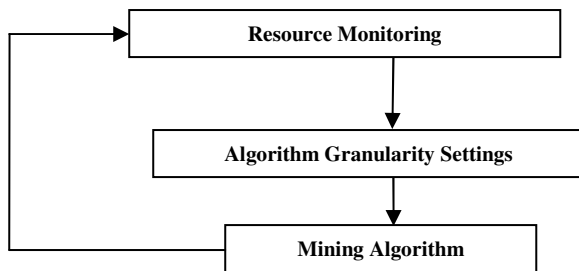 Resource Monitoring
Algorithm Granularity Settings
Mining Algorithm